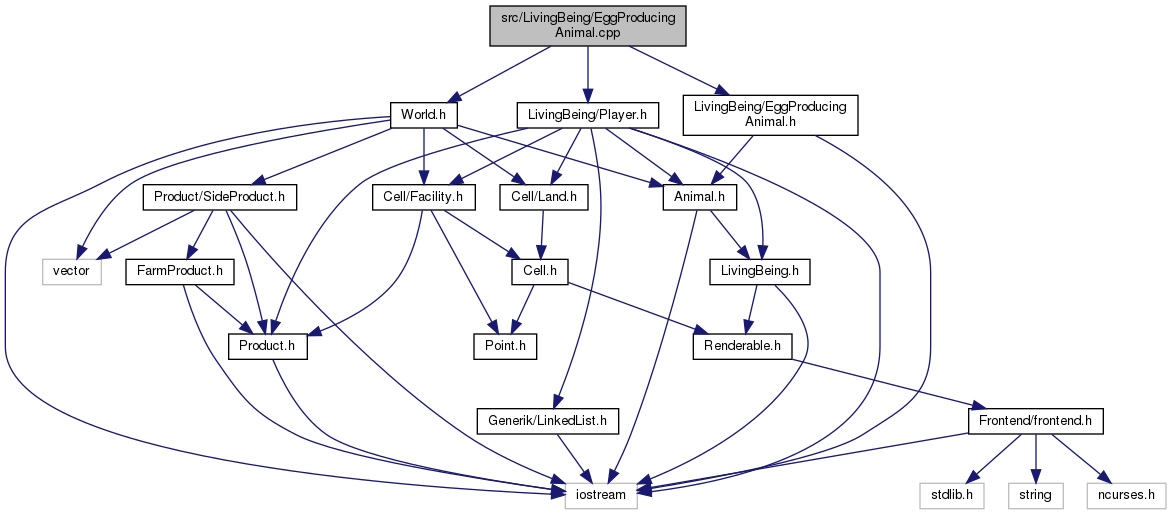 src/LivingBeing/EggProducing
Animal.cpp
World.h
LivingBeing/Player.h
LivingBeing/EggProducing
Animal.h
Product/SideProduct.h
Cell/Facility.h
Cell/Land.h
Animal.h
vector
FarmProduct.h
Cell.h
LivingBeing.h
Product.h
Point.h
Renderable.h
Generik/LinkedList.h
Frontend/frontend.h
iostream
stdlib.h
string
ncurses.h